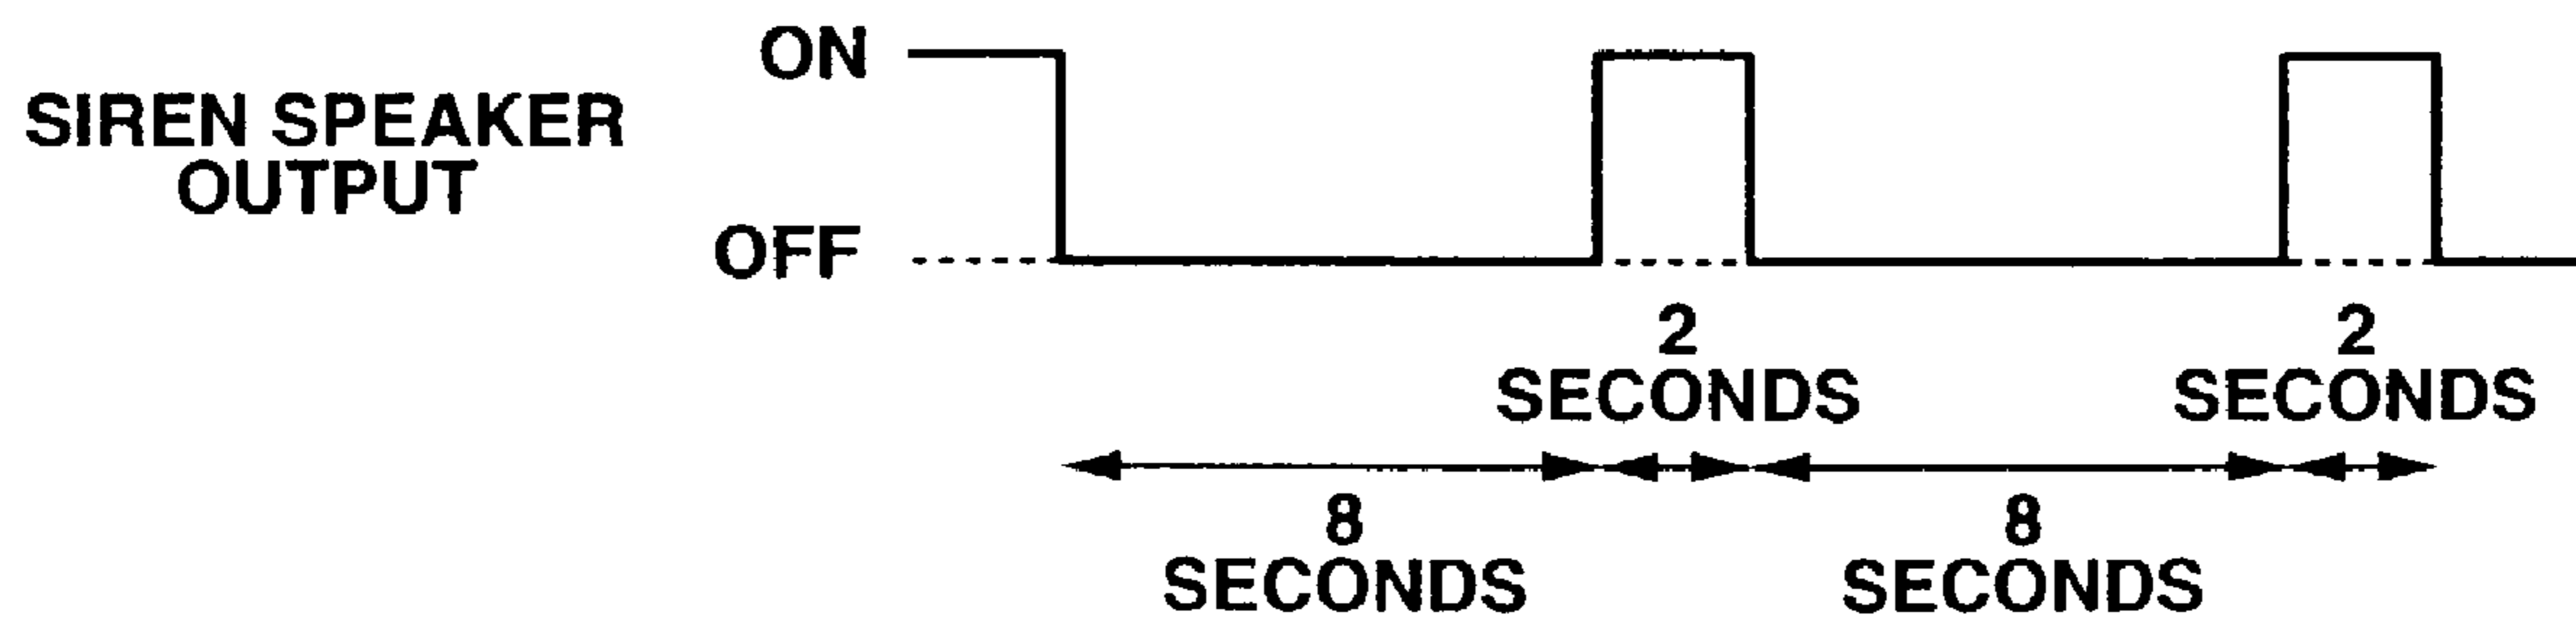 ON
SIREN SPEAKER
OUTPUT
OFF
2
SECONDS
2
SECONDS
8
SECONDS
8
SECONDS